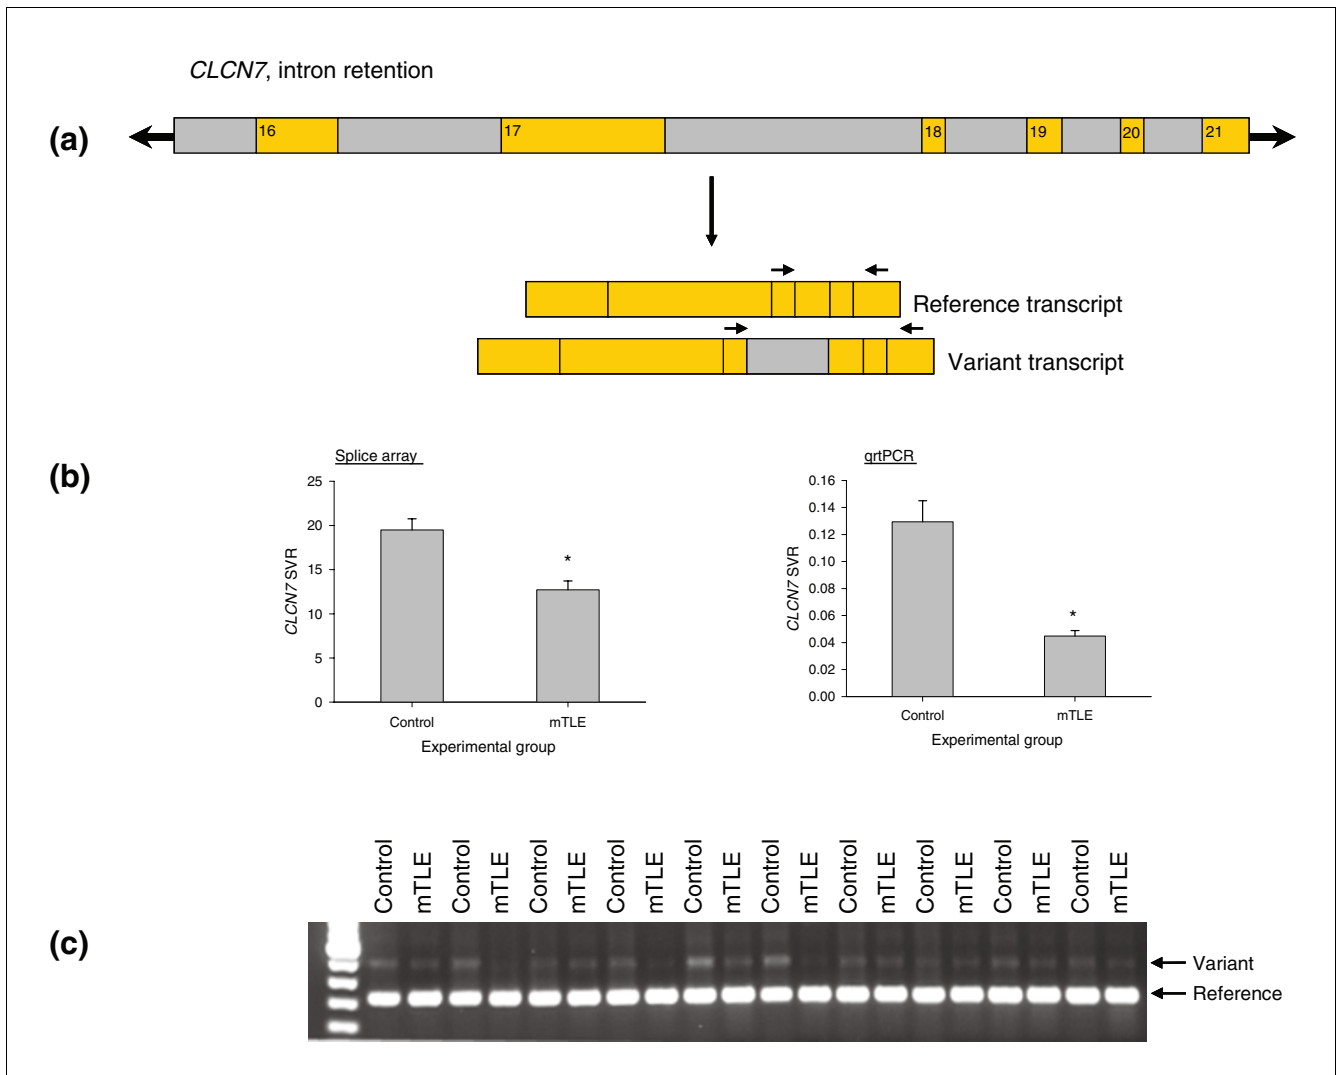 CLCN7, intron retention
(a)
16 17 18 19 20 21
Reference transcript
Variant transcript
(b)
Splice array
25
20
15
10
5
0
CLCN7 SVR
Control mTLE
Experimental group
qrtPCR
0.16
0.14
0.12
0.10
0.08
0.06
0.04
0.02
0.00
CLCN7 SVR
*
*
Control mTLE
Experimental group
Control mTLE Control mTLE Control mTLE Control mTLE Control mTLE Control mTLE Control mTLE Control mTLE Control mTLE Control mTLE
(c)
Variant
Reference